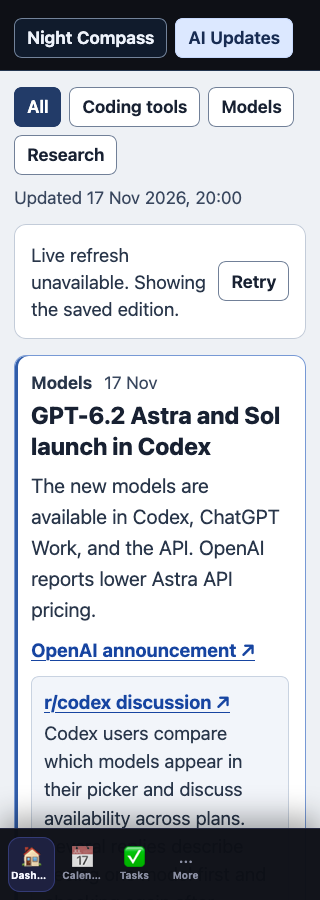 Night Compass
AI Updates
All
Coding tools
Models
Research
Updated 17 Nov 2026, 20:00
Live refresh
unavailable. Showing
the saved edition.
Retry
Models 17 Nov
GPT-6.2 Astra and Sol
launch in Codex
The new models are
available in Codex, ChatGPT
Work, and the API. OpenAI
reports lower Astra API
pricing.
OpenAI announcement ↗
r/codex discussion ↗
Codex users compare
which models appear in
their picker and discuss
availability across plans.
Dash...
Calen...
Tasks
... More